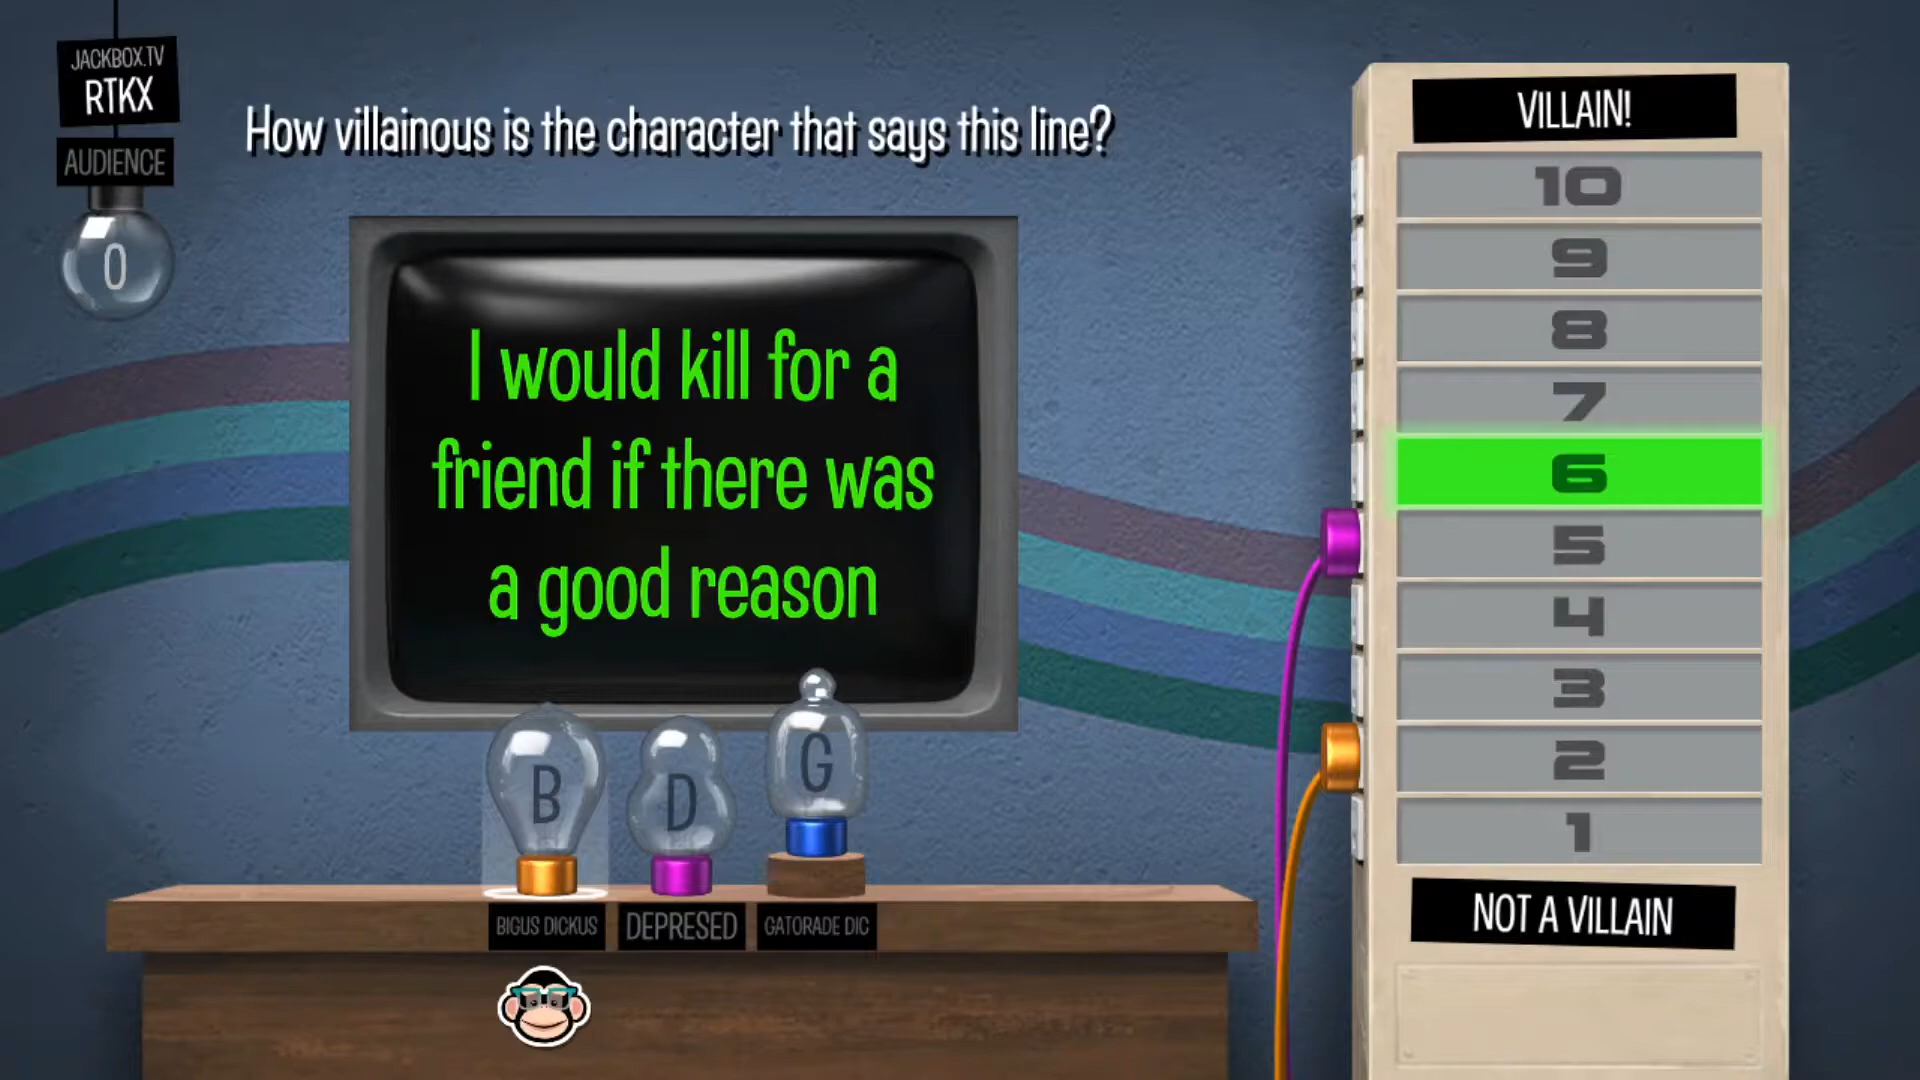 JACKBOX.TV
RTKX
AUDIENCE
0
How villainous is the character that says this line?
I would kill for a
friend if there was
a good reason
VILLAIN!
10
9
8
7
6
5
4
3
2
1
NOT A VILLAIN
B
D
G
BIGUS DICKUS
DEPRESED
GATORADE DIC